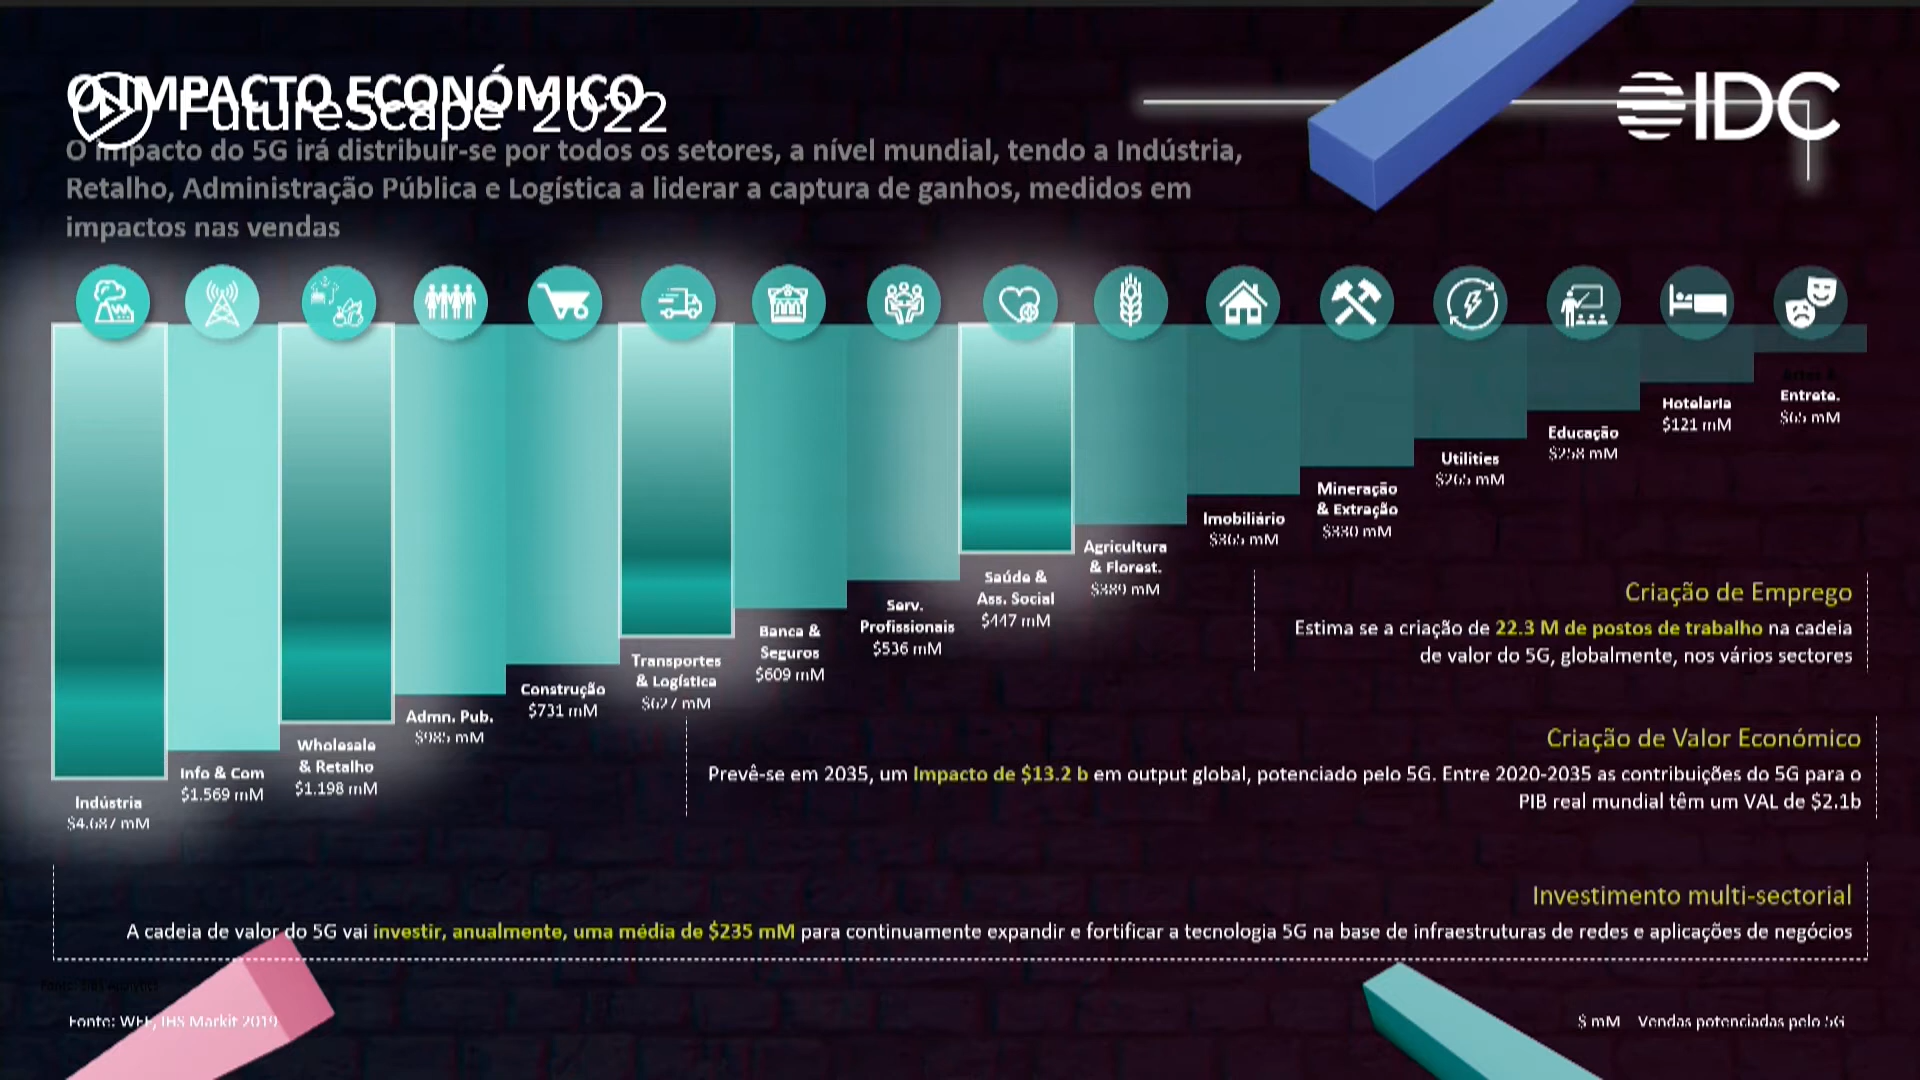 O IMPACTO ECONÓMICO
FutureScape 2022
IDC
O impacto do 5G irá distribuir-se por todos os setores, a nível mundial, tendo a Indústria,
Retalho, Administração Pública e Logística a liderar a captura de ganhos, medidos em
impactos nas vendas
Indústria
$4.687 mM
Info & Com
$1.569 mM
Wholesale
& Retalho
$1.198 mM
Admn. Pub.
$985 mM
Construção
$731 mM
Transportes
& Logística
$627 mM
Banca &
Seguros
$609 mM
Serv.
Profissionais
$536 mM
Saúde &
Ass. Social
$447 mM
Agricultura
& Florest.
$389 mM
Imobiliário
$365 mM
Mineração
& Extração
$330 mM
Utilities
$265 mM
Educação
$258 mM
Hotelaria
$121 mM
Artes &
Entrete.
$65 mM
Criação de Emprego
Estima se a criação de 22.3 M de postos de trabalho na cadeia
de valor do 5G, globalmente, nos vários sectores
Criação de Valor Económico
Prevê-se em 2035, um Impacto de $13.2 b em output global, potenciado pelo 5G. Entre 2020-2035 as contribuições do 5G para o
PIB real mundial têm um VAL de $2.1b
Investimento multi-sectorial
A cadeia de valor do 5G vai investir, anualmente, uma média de $235 mM para continuamente expandir e fortificar a tecnologia 5G na base de infraestruturas de redes e aplicações de negócios
Fonte: WEF, IHS Markit 2019
$ mM Vendas potenciadas pelo 5G